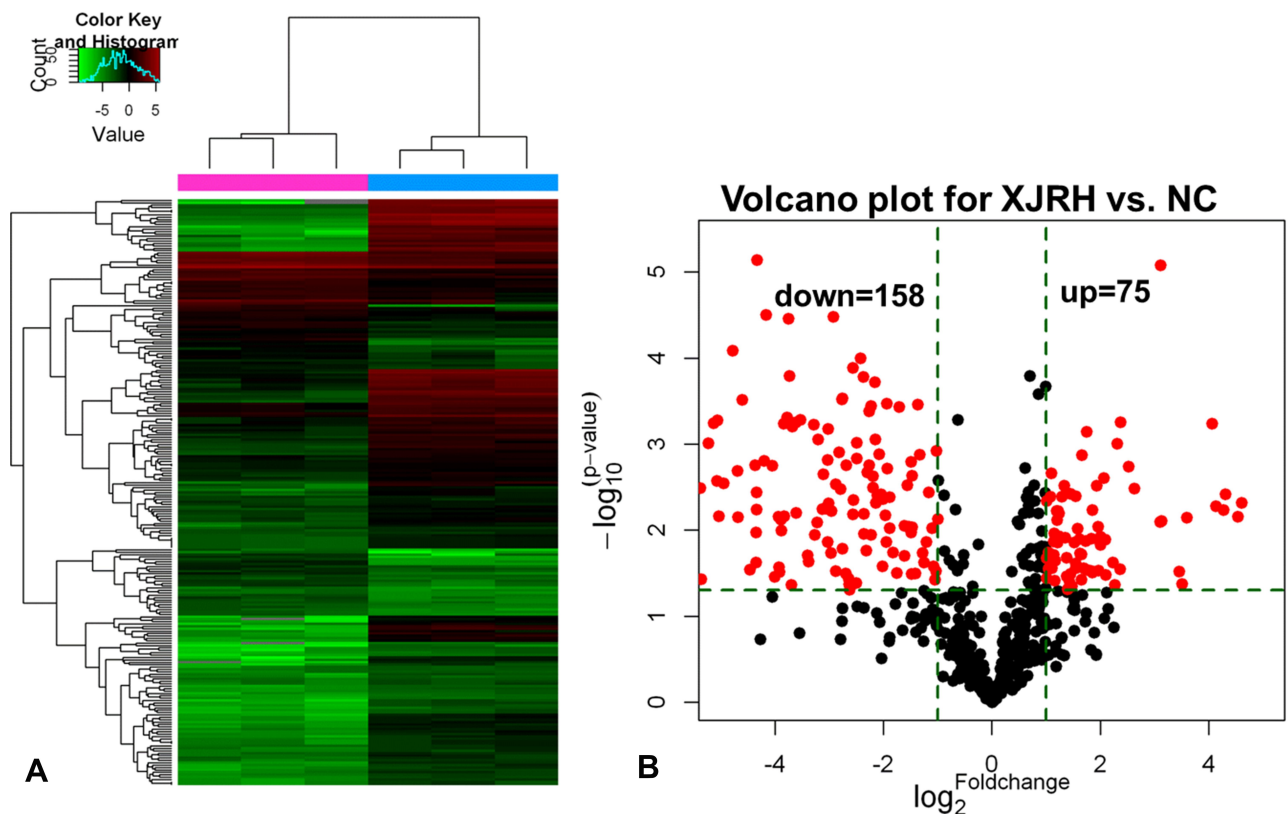 Color Key
and Histogram
Count
0
50
-5 0 5
Value
A
Volcano plot for XJRH vs. NC
down=158
up=75
5
4
3
2
1
0
−log10(p−value)
-4 -2 0 2 4
log2Foldchange
B